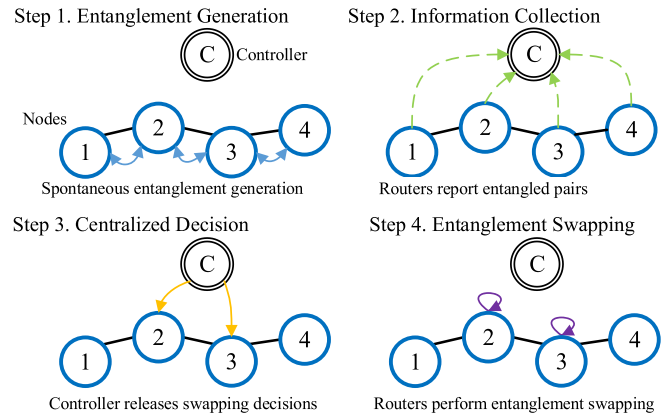 Step 1. Entanglement Generation
C
Controller
Nodes
1
2
3
4
Spontaneous entanglement generation
Step 2. Information Collection
C
1
2
3
4
Routers report entangled pairs
Step 3. Centralized Decision
C
1
2
3
4
Controller releases swapping decisions
Step 4. Entanglement Swapping
C
1
2
3
4
Routers perform entanglement swapping